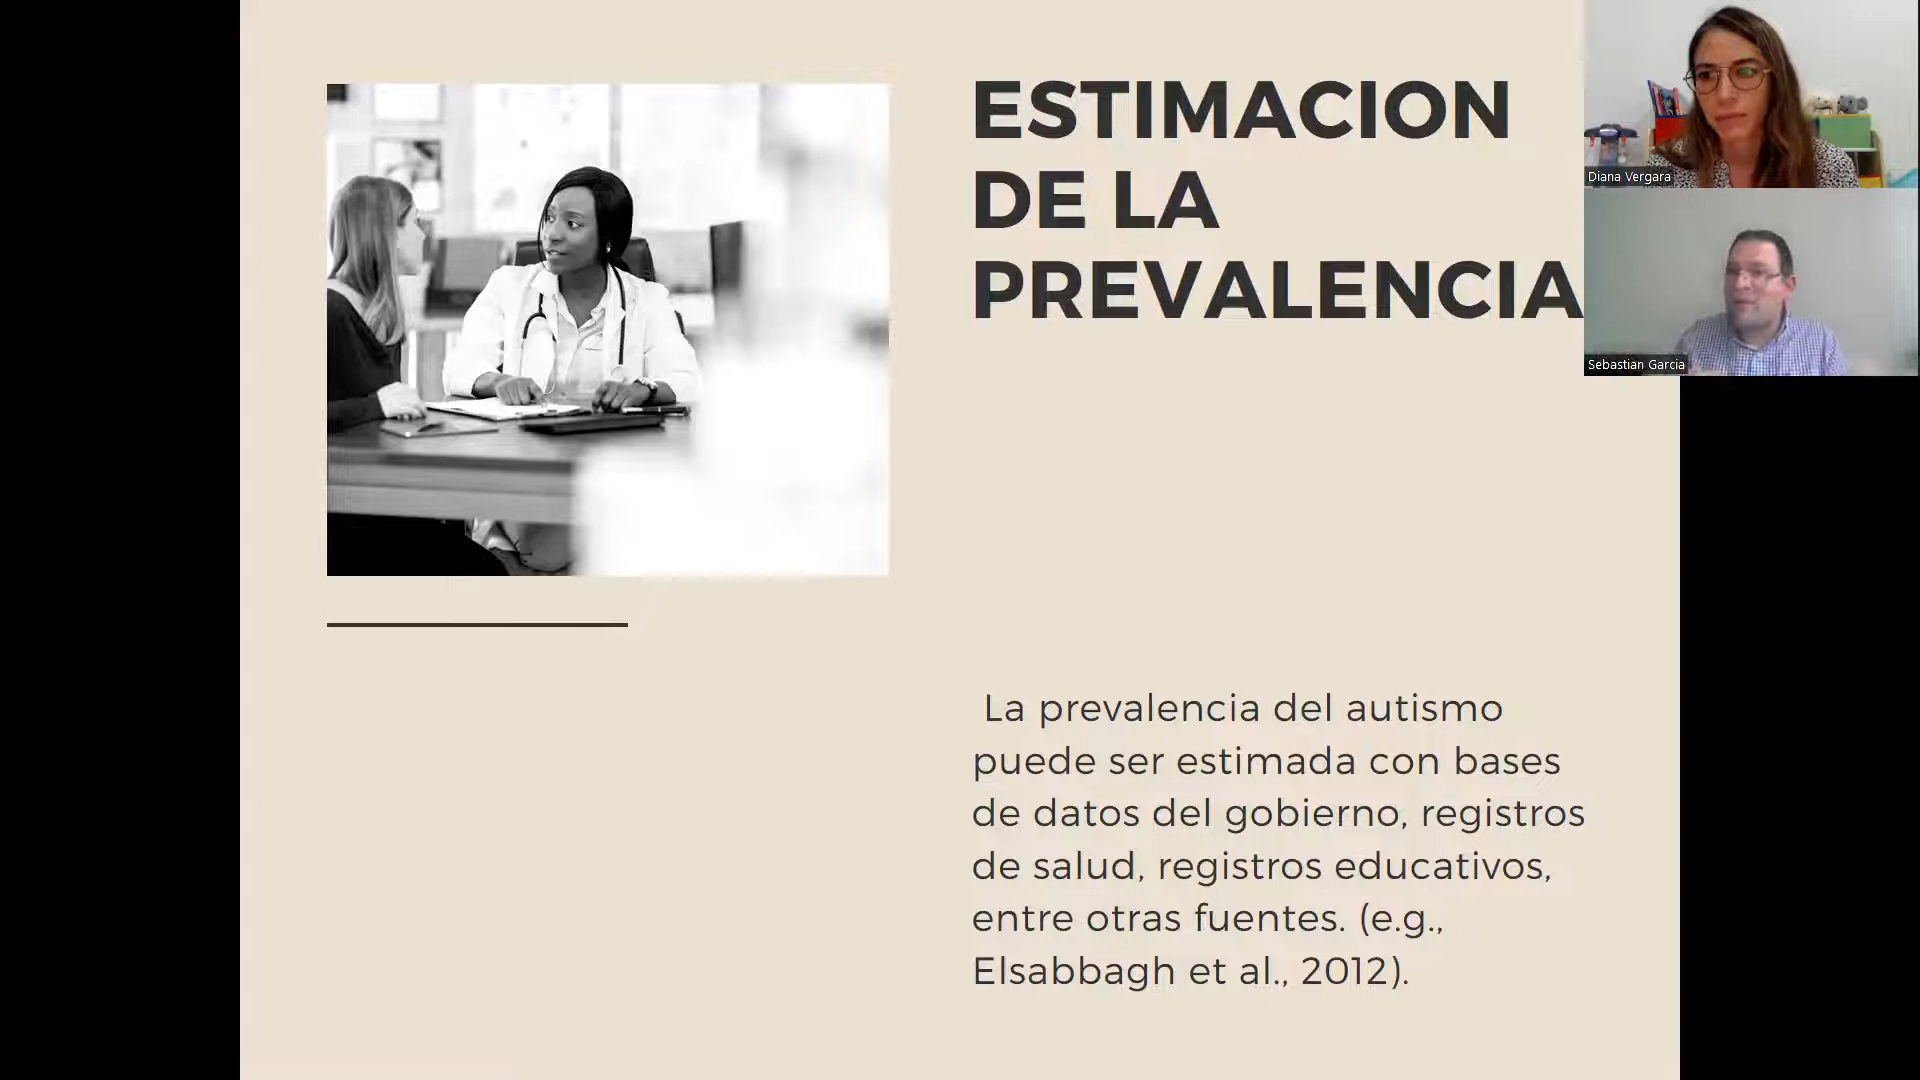 ESTIMACION
DE LA
PREVALENCIA
Diana Vergara
Sebastian Garcia
La prevalencia del autismo
puede ser estimada con bases
de datos del gobierno, registros
de salud, registros educativos,
entre otras fuentes. (e.g.,
Elsabbagh et al., 2012).